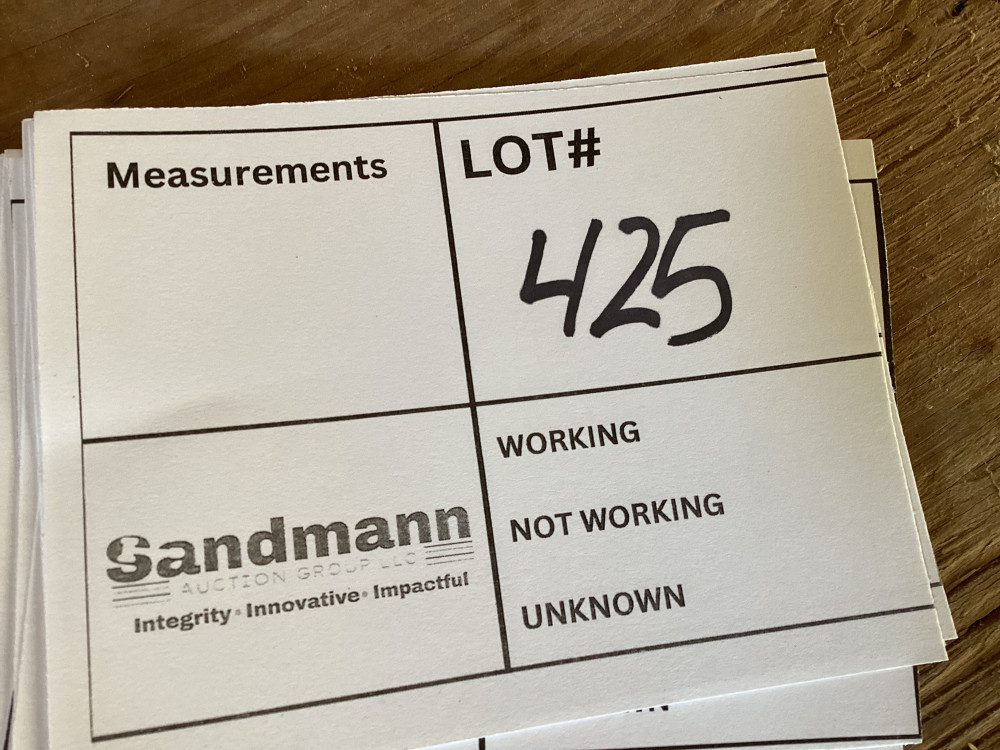 Measurements
LOT#
425
WORKING
NOT WORKING
UNKNOWN
Sandmann
AUCTION GROUP LLC
Integrity • Innovative • Impactful